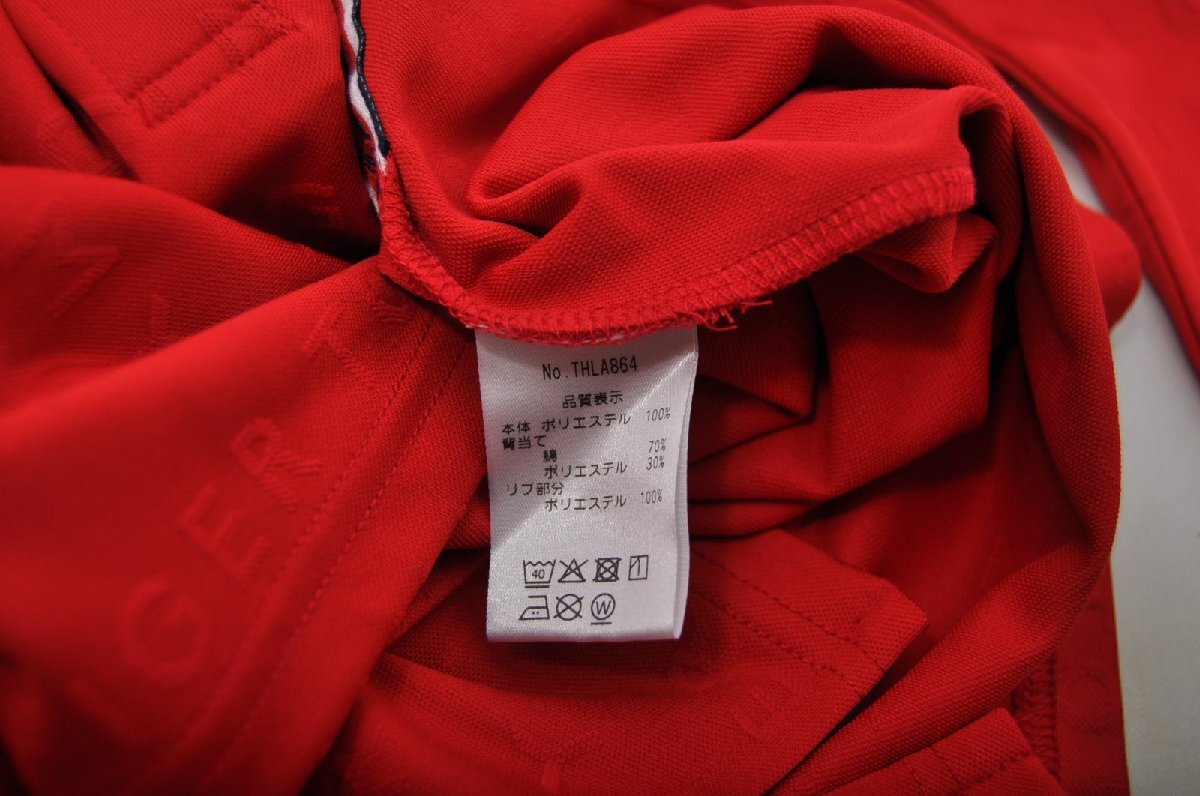 No.THLA864
品質表示
本体 ポリエステル 100%
背当て
綿 70%
ポリエステル 30%
リブ部分
ポリエステル 100%
40
W
IGER T